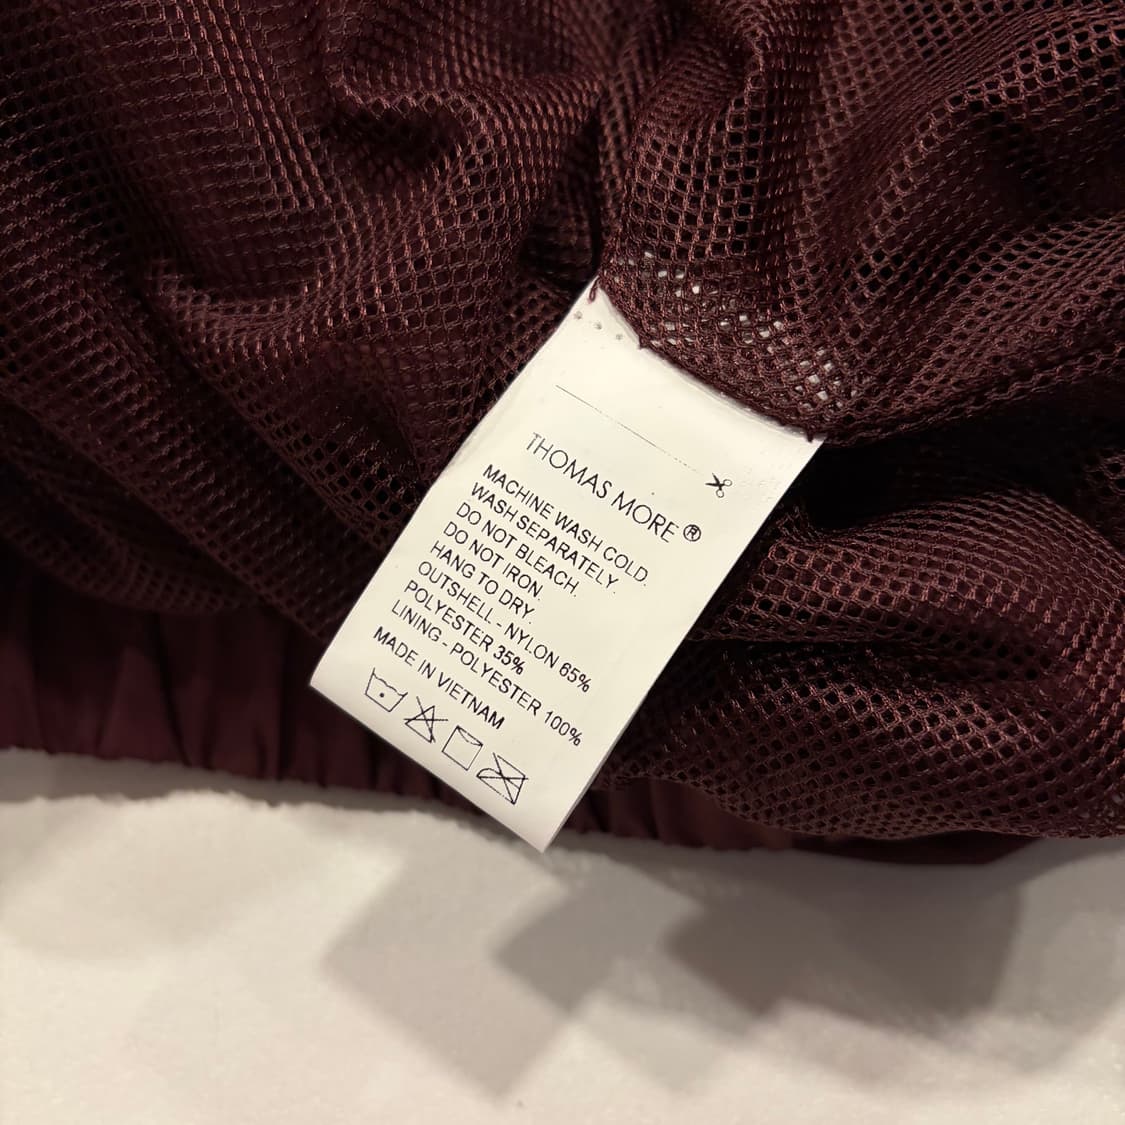 THOMAS MORE®
MACHINE WASH COLD.
WASH SEPARATELY.
DO NOT BLEACH.
DO NOT IRON.
HANG TO DRY.
OUTSHELL - NYLON 65%
POLYESTER 35%
LINING - POLYESTER 100%
MADE IN VIETNAM